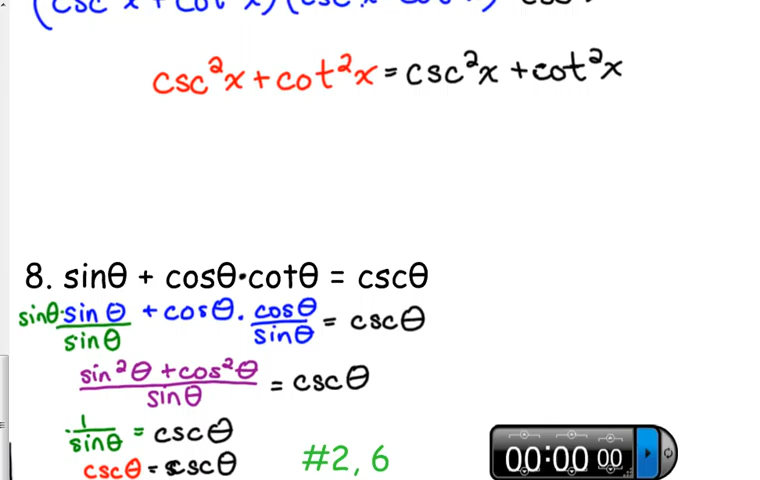 csc²x + cot²x = csc²x + cot²x
8. sinθ + cosθ·cotθ = cscθ
sinθ·sinθ/sinθ + cosθ · cosθ/sinθ = cscθ
sin²θ + cos²θ/sinθ = cscθ
1/sinθ = cscθ
cscθ = cscθ
#2, 6
00:00 00